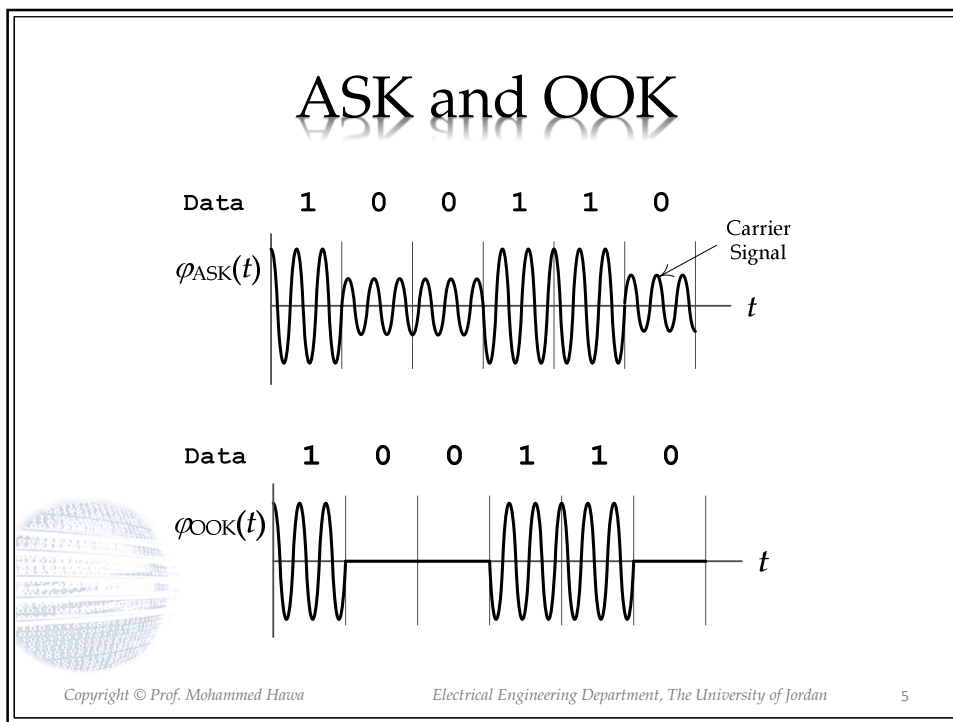 ASK and OOK
Data 1 0 0 1 1 0
Carrier
Signal
φASK(t)
t
Data 1 0 0 1 1 0
φOOK(t)
t
Copyright © Prof. Mohammed Hawa Electrical Engineering Department, The University of Jordan 5